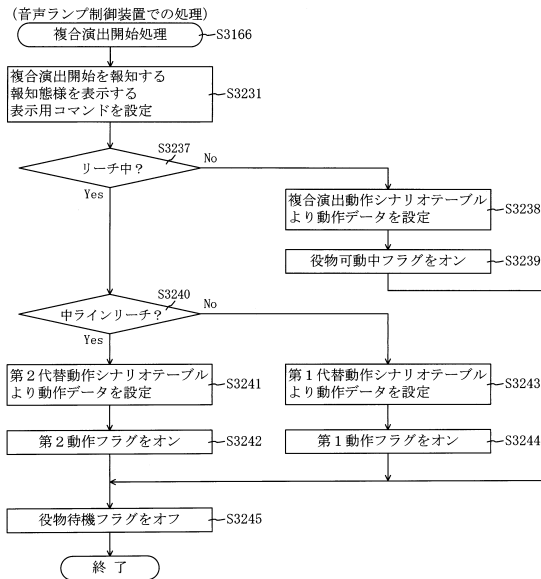 (音声ランプ制御装置での処理)
複合演出開始処理
S3166
複合演出開始を報知する
報知態様を表示する
表示用コマンドを設定
S3231
S3237
リーチ中?
No
Yes
複合演出動作シナリオテーブル
より動作データを設定
S3238
役物可動中フラグをオン
S3239
S3240
中ラインリーチ?
No
Yes
第2代替動作シナリオテーブル
より動作データを設定
S3241
第1代替動作シナリオテーブル
より動作データを設定
S3243
第2動作フラグをオン
S3242
第1動作フラグをオン
S3244
役物待機フラグをオフ
S3245
終了